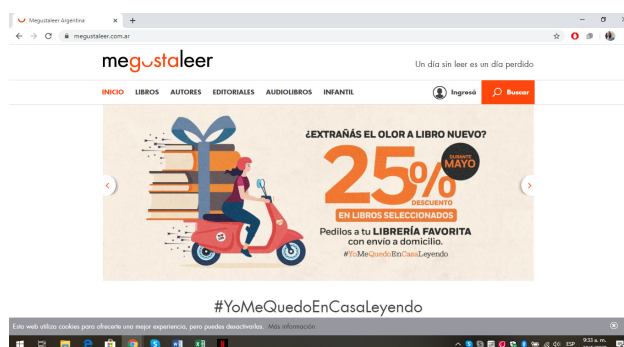 Megustaleer Argentina
megustaleer.com.ar
megustaleer
Un día sin leer es un día perdido
INICIO LIBROS AUTORES EDITORIALES AUDIOLIBROS INFANTIL Ingresá Buscar
¿EXTRAÑÁS EL OLOR A LIBRO NUEVO?
25%
DURANTE
MAYO
DESCUENTO
EN LIBROS SELECCIONADOS
Pedilos a tu LIBRERÍA FAVORITA
con envío a domicilio.
#YoMeQuedoEnCasaLeyendo
#YoMeQuedoEnCasaLeyendo
Esta web utiliza cookies para ofrecerte una mejor experiencia, pero puedes desactivarlas. Más información
ESP 9:33 a. m.